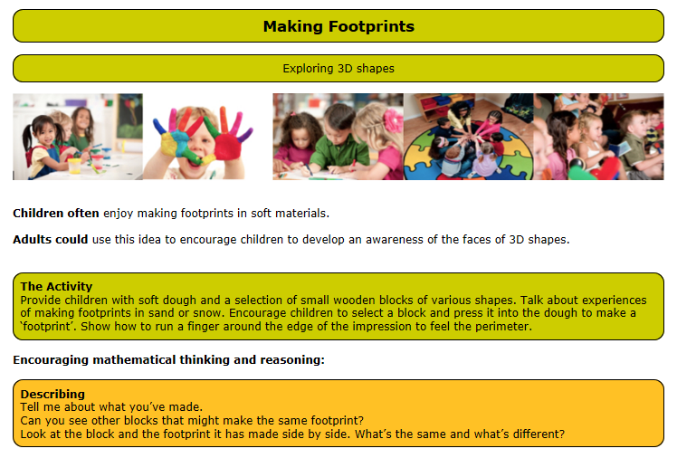 Making Footprints
Exploring 3D shapes
Children often enjoy making footprints in soft materials.
Adults could use this idea to encourage children to develop an awareness of the faces of 3D shapes.
The Activity
Provide children with soft dough and a selection of small wooden blocks of various shapes. Talk about experiences
of making footprints in sand or snow. Encourage children to select a block and press it into the dough to make a
‘footprint’. Show how to run a finger around the edge of the impression to feel the perimeter.
Encouraging mathematical thinking and reasoning:
Describing
Tell me about what you’ve made.
Can you see other blocks that might make the same footprint?
Look at the block and the footprint it has made side by side. What’s the same and what’s different?